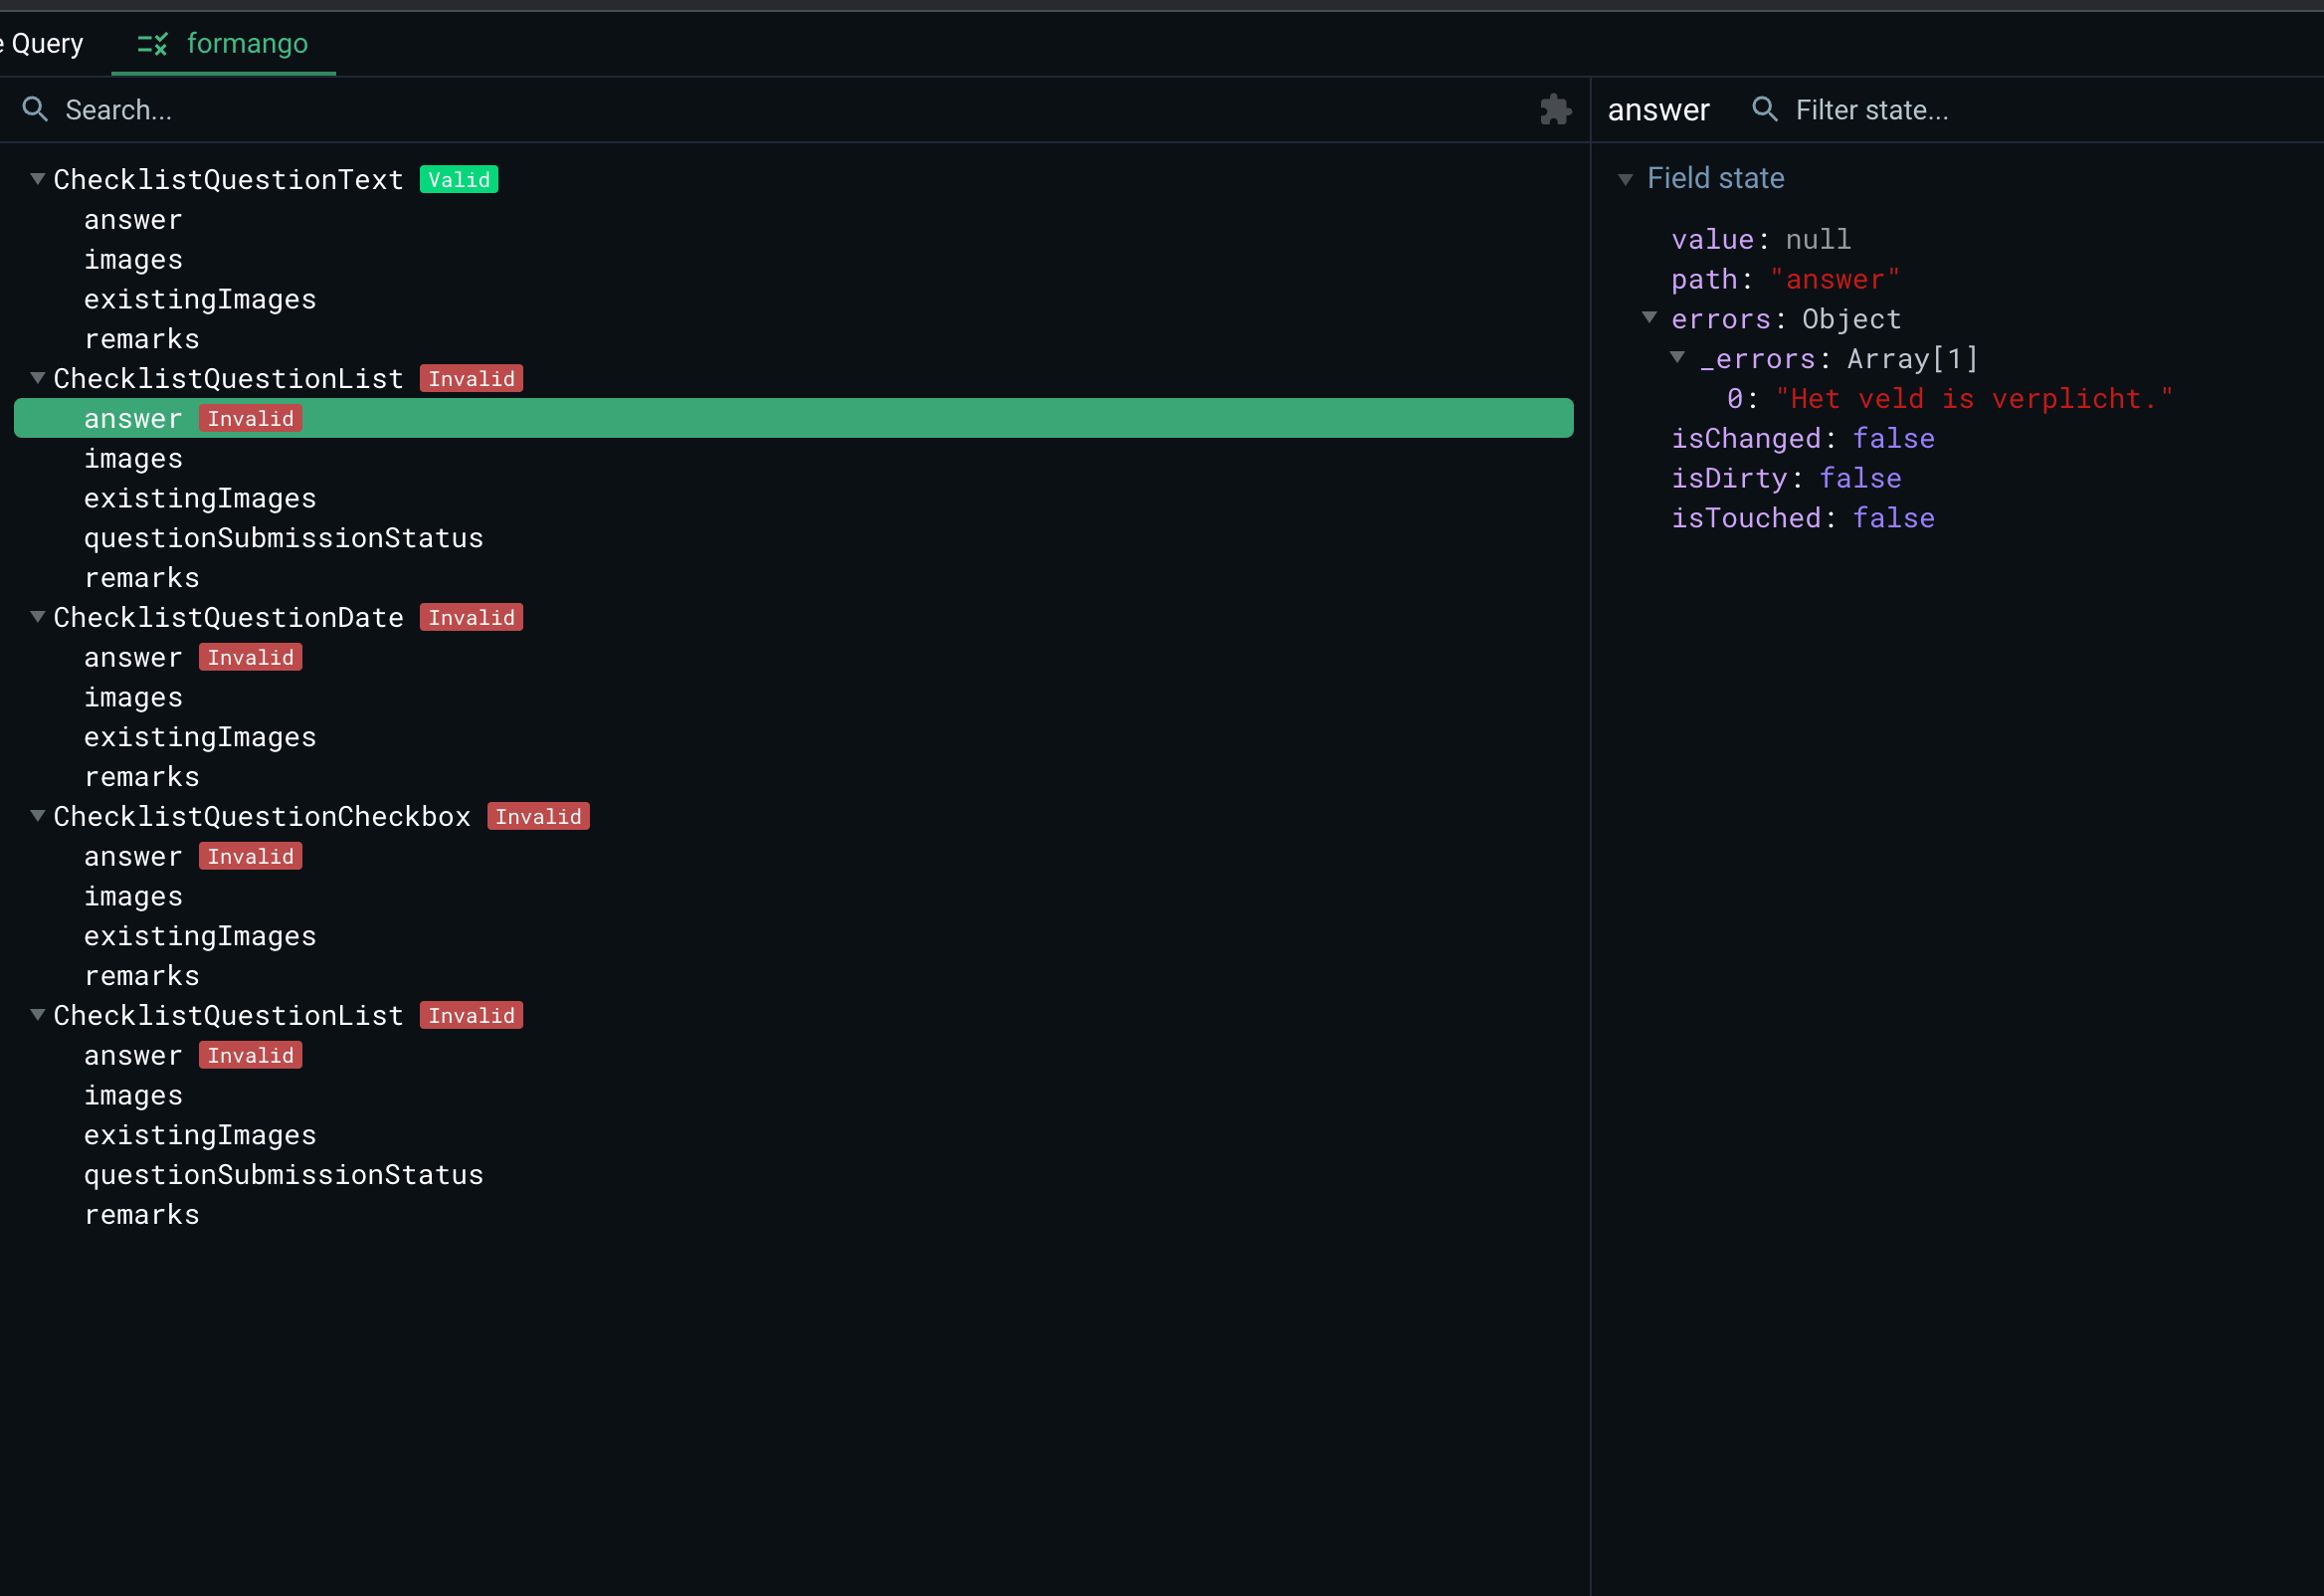 e Query
formango
Search...
answer
Filter state...
ChecklistQuestionText Valid
answer
images
existingImages
remarks
ChecklistQuestionList Invalid
answer Invalid
images
existingImages
questionSubmissionStatus
remarks
ChecklistQuestionDate Invalid
answer Invalid
images
existingImages
remarks
ChecklistQuestionCheckbox Invalid
answer Invalid
images
existingImages
remarks
ChecklistQuestionList Invalid
answer Invalid
images
existingImages
questionSubmissionStatus
remarks
Field state
value: null
path: "answer"
errors: Object
_errors: Array[1]
0: "Het veld is verplicht."
isChanged: false
isDirty: false
isTouched: false